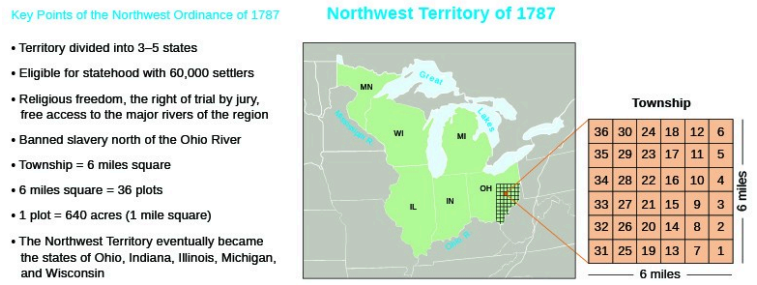 Key Points of the Northwest Ordinance of 1787
• Territory divided into 3–5 states
• Eligible for statehood with 60,000 settlers
• Religious freedom, the right of trial by jury,
free access to the major rivers of the region
• Banned slavery north of the Ohio River
• Township = 6 miles square
• 6 miles square = 36 plots
• 1 plot = 640 acres (1 mile square)
• The Northwest Territory eventually became
the states of Ohio, Indiana, Illinois, Michigan,
and Wisconsin
Northwest Territory of 1787
MN
Great
Lakes
Mississippi R.
WI
MI
OH
IL
IN
Ohio R.
Township
36 30 24 18 12 6
35 29 23 17 11 5
34 28 22 16 10 4
33 27 21 15 9 3
32 26 20 14 8 2
31 25 19 13 7 1
6 miles
6 miles